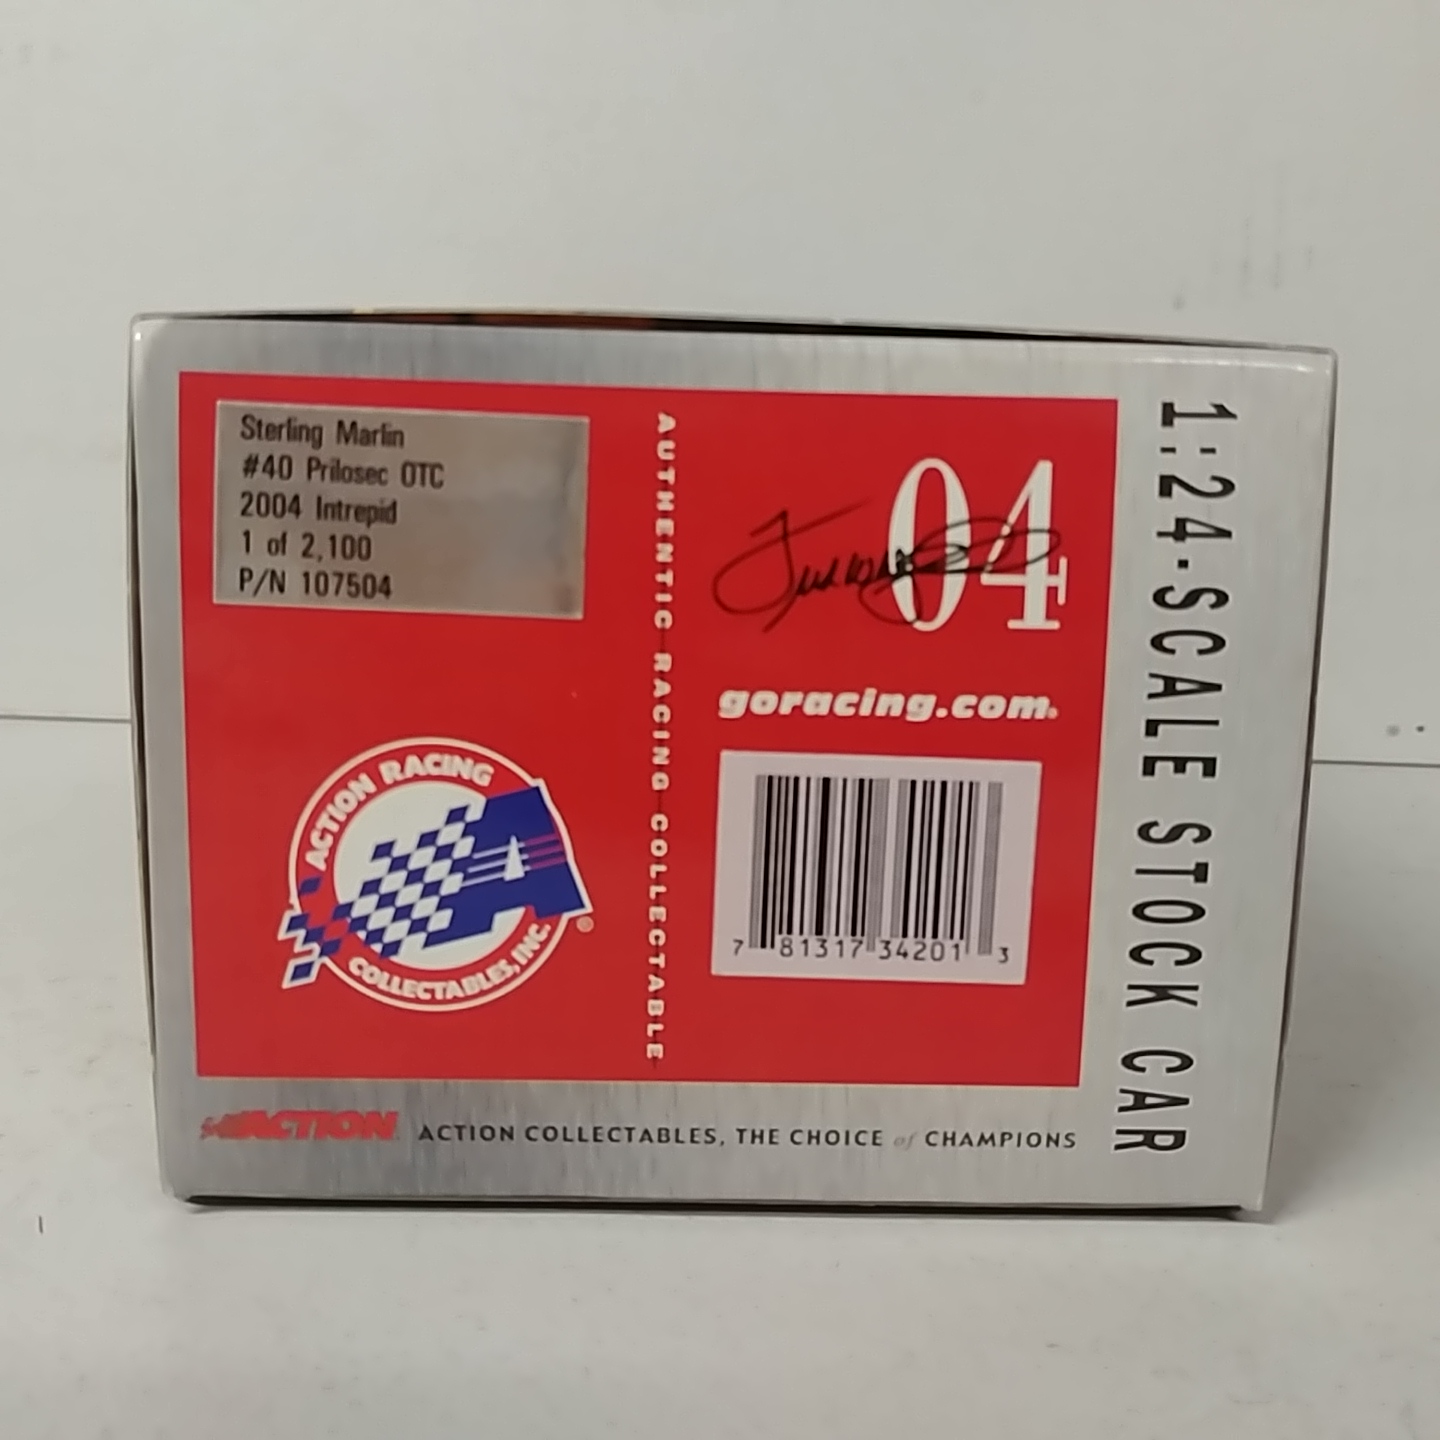 Sterling Marlin
#40 Prilosec OTC
2004 Intrepid
1 of 2,100
P/N 107504
ACTION RACING
COLLECTABLES, INC.
®
AUTHENTIC RACING COLLECTABLE
04
goracing.com.
7 81317 34201 3
1:24-SCALE STOCK CAR
ACTION
ACTION COLLECTABLES, THE CHOICE of CHAMPIONS